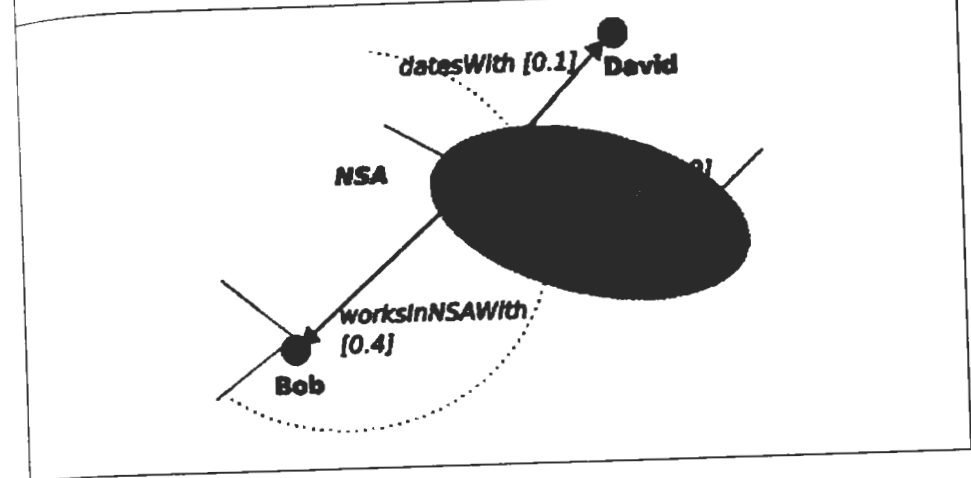 datesWith [0.1]
David
NSA
worksInNSAWith
[0.4]
Bob